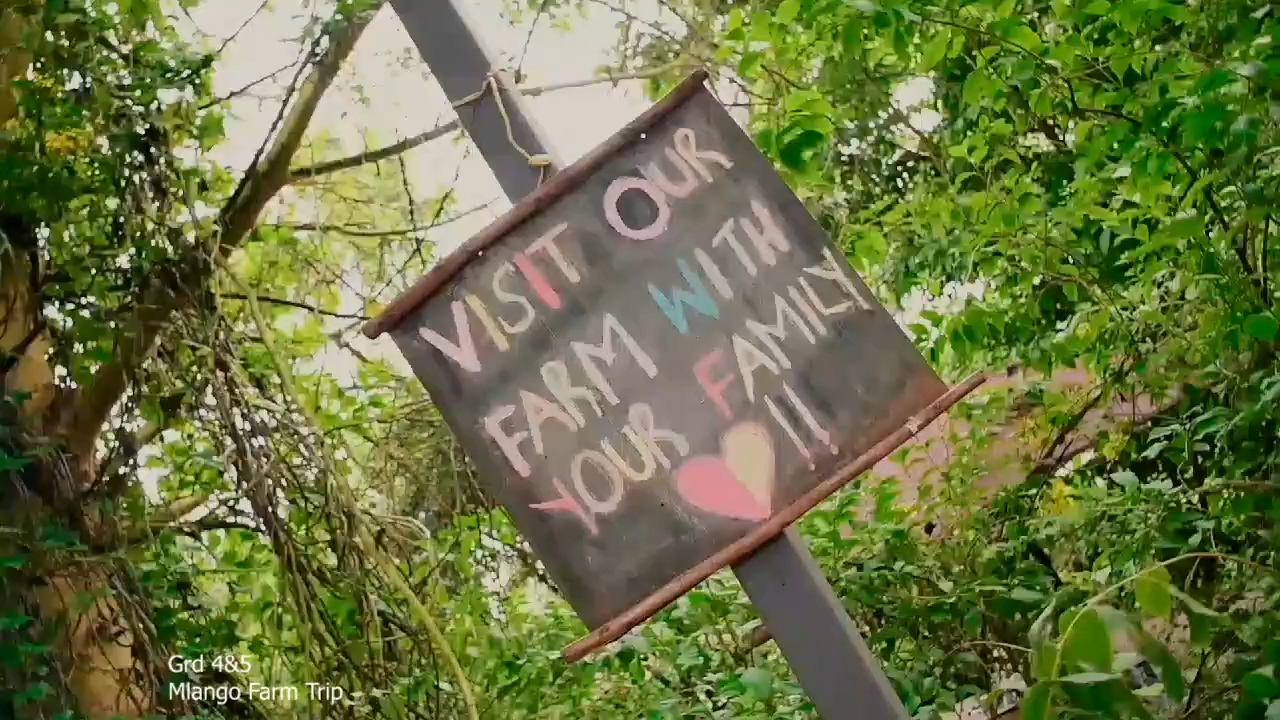 VISIT OUR
FARM WITH
YOUR FAMILY
!!
Grd 4&5
Mlango Farm Trip